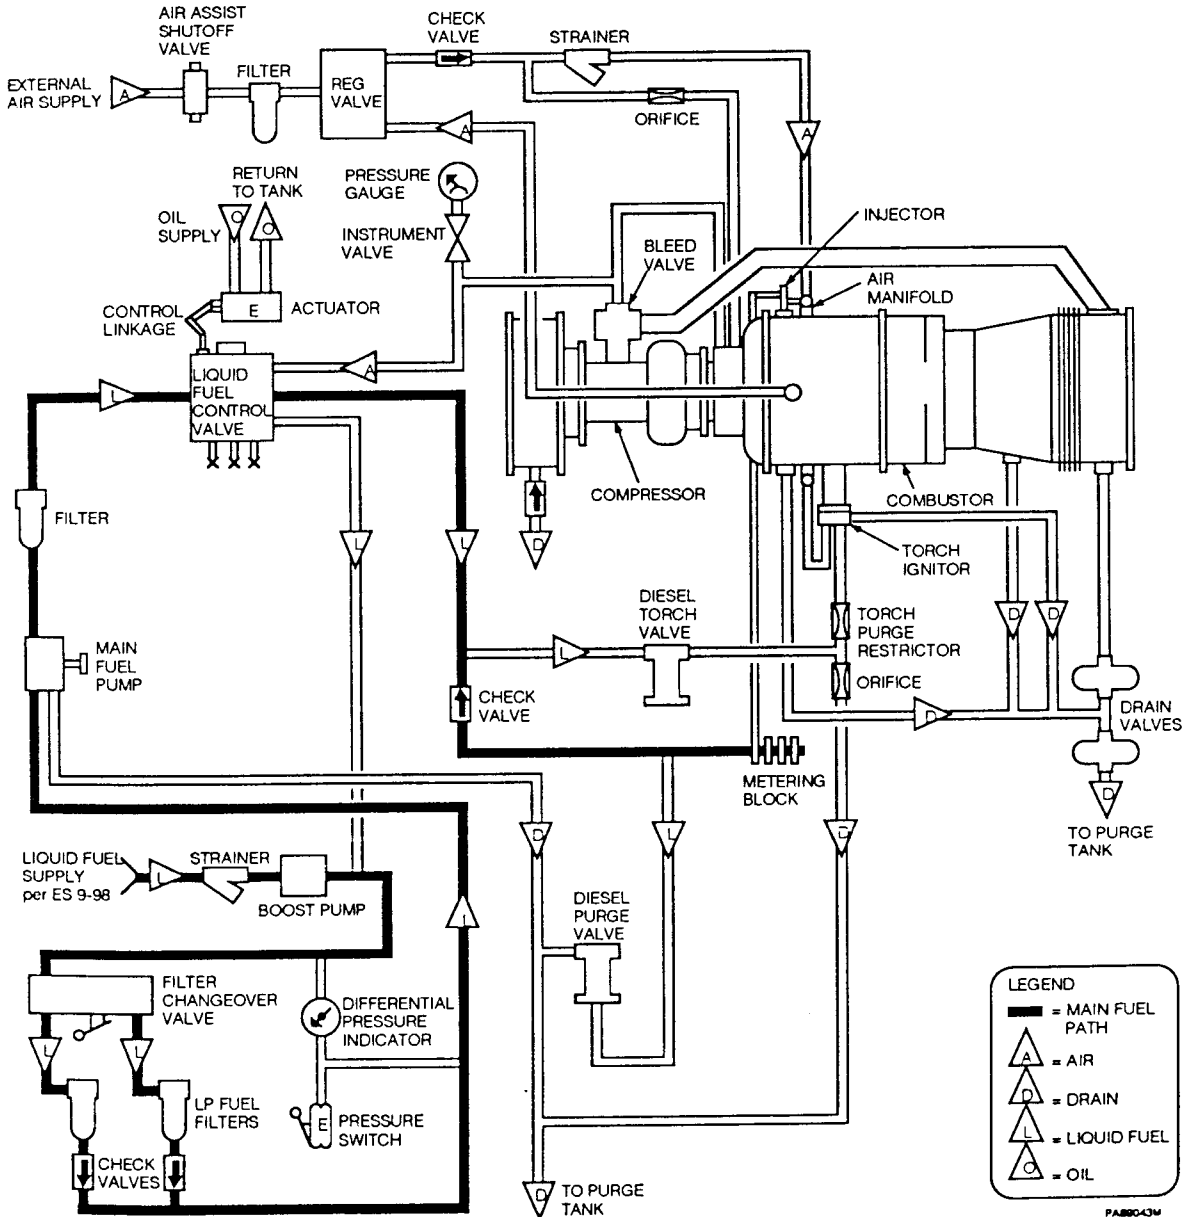 AIR ASSIST
SHUTOFF
VALVE
CHECK
VALVE
STRAINER
EXTERNAL
AIR SUPPLY
A
FILTER
REG
VALVE
ORIFICE
A
A
RETURN
TO TANK
PRESSURE
GAUGE
OIL
SUPPLY
O
O
INSTRUMENT
VALVE
INJECTOR
BLEED
VALVE
AIR
MANIFOLD
CONTROL
LINKAGE
E
ACTUATOR
A
LIQUID
FUEL
CONTROL
VALVE
L
COMPRESSOR
COMBUSTOR
FILTER
L
L
D
TORCH
IGNITOR
DIESEL
TORCH
VALVE
L
TORCH
PURGE
RESTRICTOR
D
D
MAIN
FUEL
PUMP
ORIFICE
CHECK
VALVE
D
DRAIN
VALVES
METERING
BLOCK
D
TO PURGE
TANK
D
L
D
LIQUID FUEL
SUPPLY
per ES 9-98
L
STRAINER
BOOST PUMP
L
DIESEL
PURGE
VALVE
FILTER
CHANGEOVER
VALVE
DIFFERENTIAL
PRESSURE
INDICATOR
L
L
LP FUEL
FILTERS
E
PRESSURE
SWITCH
CHECK
VALVES
D
TO PURGE
TANK
LEGEND
= MAIN FUEL
PATH
A
= AIR
D
= DRAIN
L
= LIQUID FUEL
O
= OIL
PA89043M